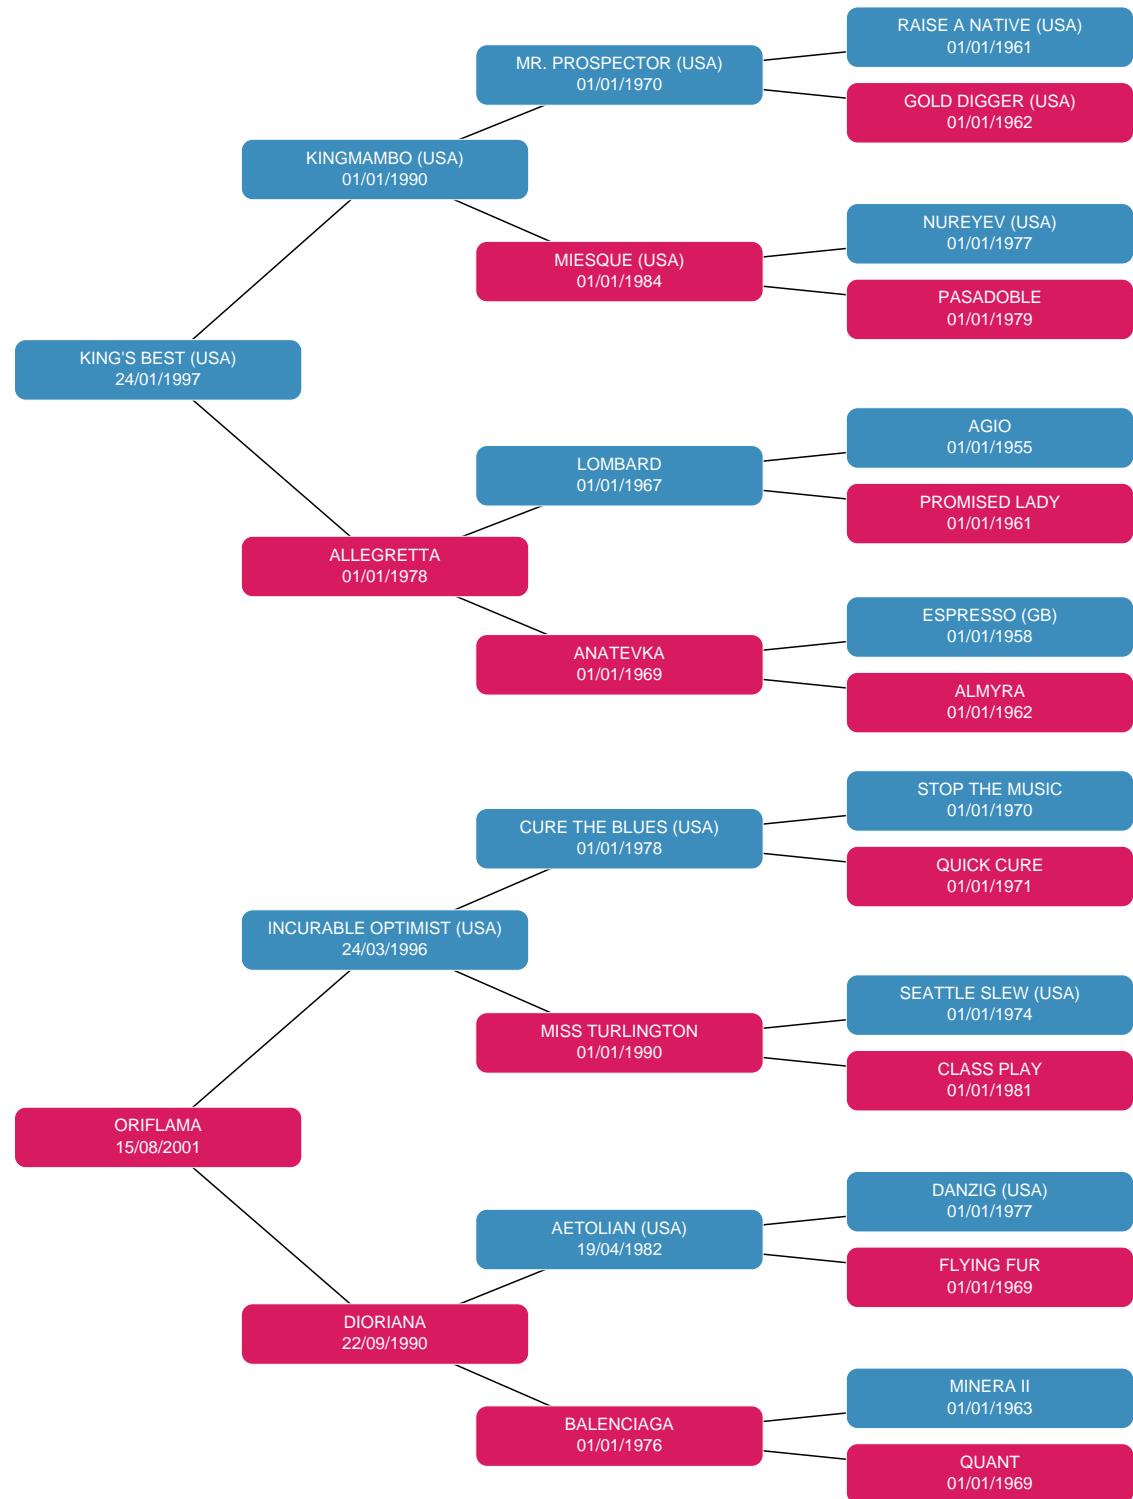 RAISE A NATIVE (USA)
01/01/1961
MR. PROSPECTOR (USA)
01/01/1970
GOLD DIGGER (USA)
01/01/1962
KINGMAMBO (USA)
01/01/1990
NUREYEV (USA)
01/01/1977
MIESQUE (USA)
01/01/1984
PASADOBLE
01/01/1979
KING'S BEST (USA)
24/01/1997
AGIO
01/01/1955
LOMBARD
01/01/1967
PROMISED LADY
01/01/1961
ALLEGRETTA
01/01/1978
ESPRESSO (GB)
01/01/1958
ANATEVKA
01/01/1969
ALMYRA
01/01/1962
STOP THE MUSIC
01/01/1970
CURE THE BLUES (USA)
01/01/1978
QUICK CURE
01/01/1971
INCURABLE OPTIMIST (USA)
24/03/1996
SEATTLE SLEW (USA)
01/01/1974
MISS TURLINGTON
01/01/1990
CLASS PLAY
01/01/1981
ORIFLAMA
15/08/2001
DANZIG (USA)
01/01/1977
AETOLIAN (USA)
19/04/1982
FLYING FUR
01/01/1969
DIORIANA
22/09/1990
MINERA II
01/01/1963
BALENCIAGA
01/01/1976
QUANT
01/01/1969